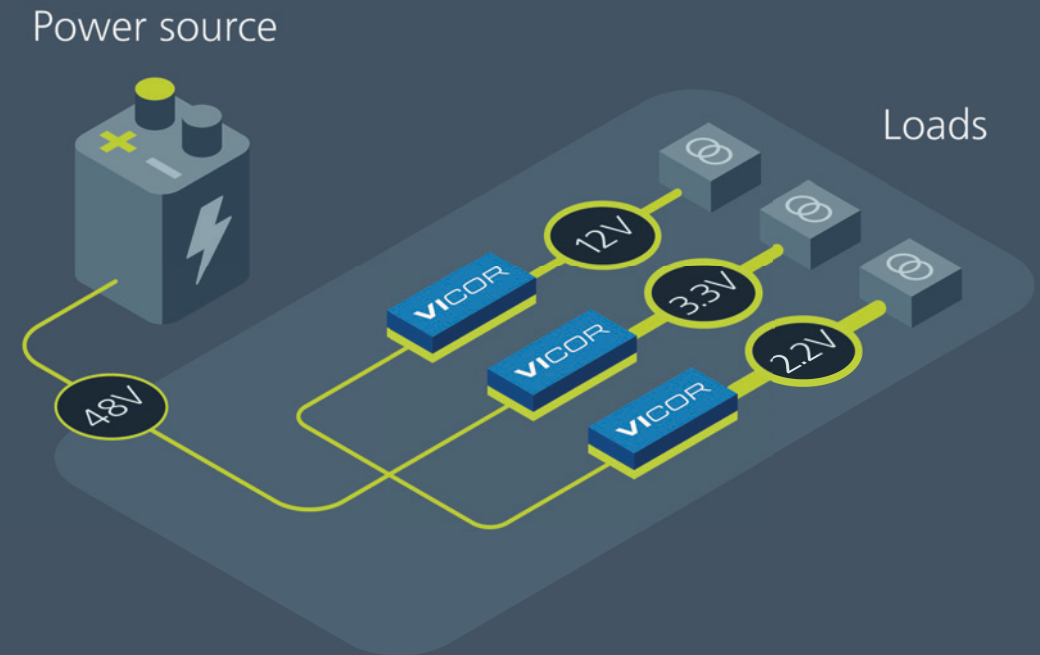 Power source
Loads
12V
VICOR
3.3V
VICOR
2.2V
VICOR
48V